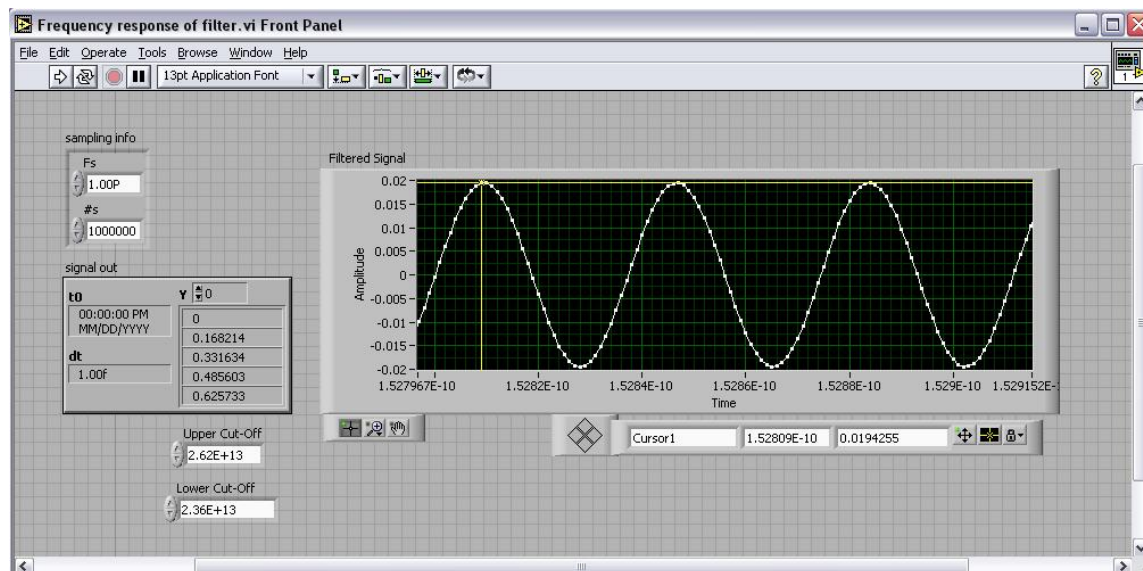 Frequency response of filter.vi Front Panel
File Edit Operate Tools Browse Window Help
13pt Application Font
1
sampling info
Fs
1.00P
#s
1000000
signal out
t0
00:00:00 PM
MM/DD/YYYY
dt
1.00f
Y 0
0
0.168214
0.331634
0.485603
0.625733
Upper Cut-Off
2.62E+13
Lower Cut-Off
2.36E+13
Filtered Signal
Amplitude
0.02
0.015
0.01
0.005
0
-0.005
-0.01
-0.015
-0.02
1.527967E-10 1.5282E-10 1.5284E-10 1.5286E-10 1.5288E-10 1.529E-10 1.529152E-
Time
Cursor1 1.52809E-10 0.0194255